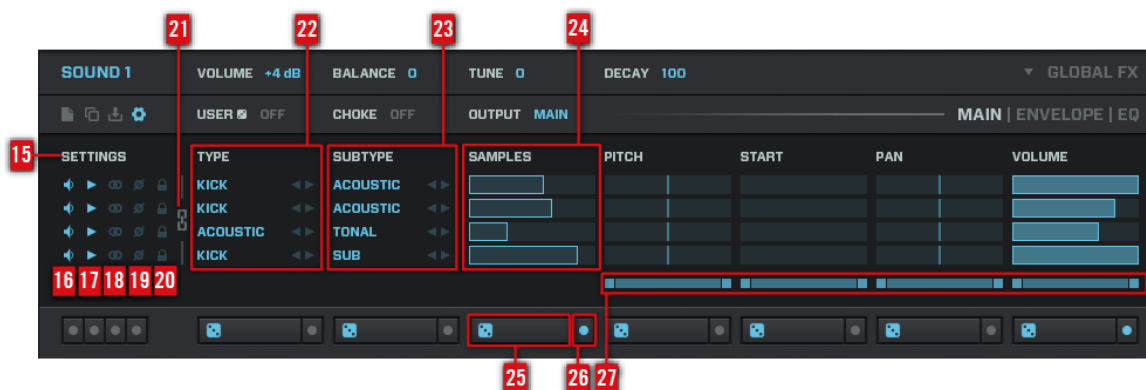 21 22 23 24
SOUND 1 VOLUME +4 dB BALANCE 0 TUNE 0 DECAY 100 GLOBAL FX
USER OFF CHOKE OFF OUTPUT MAIN MAIN | ENVELOPE | EQ
15 SETTINGS TYPE SUBTYPE SAMPLES PITCH START PAN VOLUME
KICK ACOUSTIC
KICK ACOUSTIC
ACOUSTIC TONAL
KICK SUB
16 17 18 19 20
25 26 27